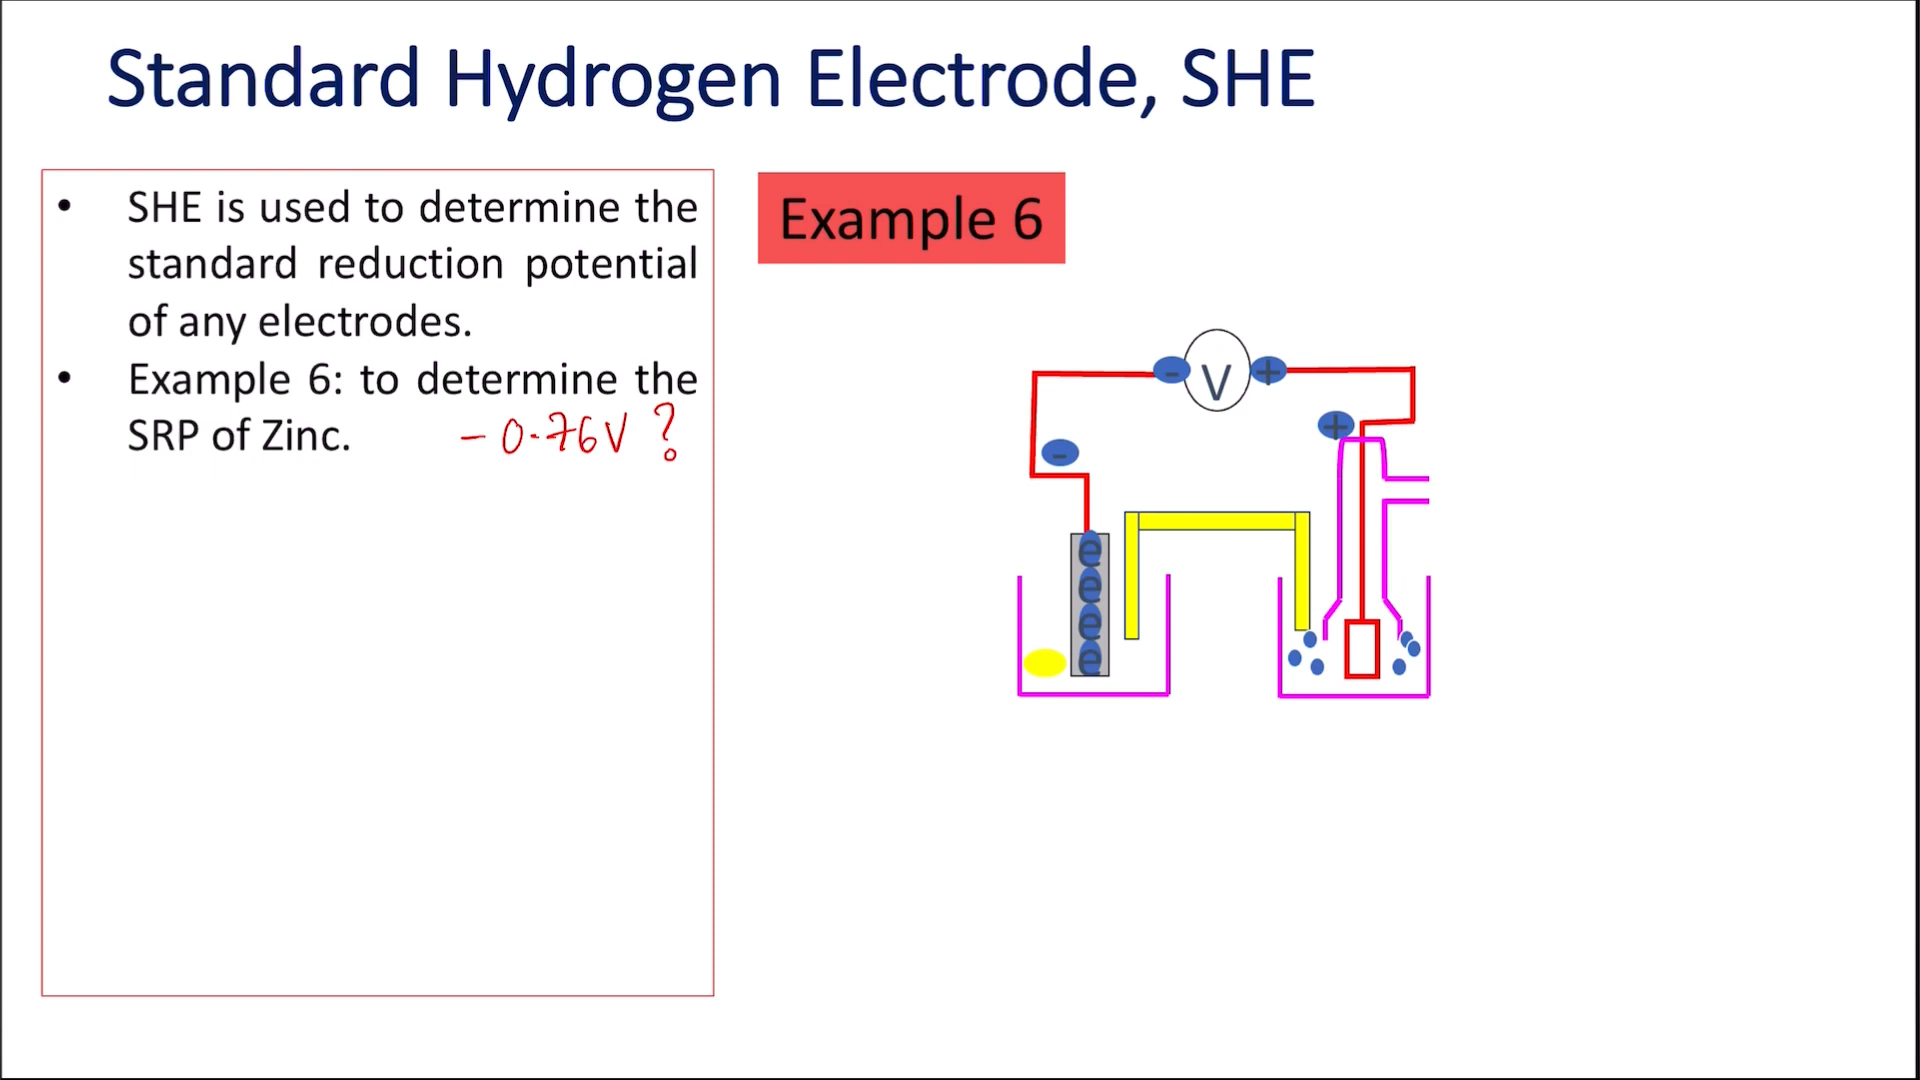 Standard Hydrogen Electrode, SHE
• SHE is used to determine the
standard reduction potential
of any electrodes.
• Example 6: to determine the
SRP of Zinc. - 0.76V ?
Example 6
- V +
+
-
e
e
e
e